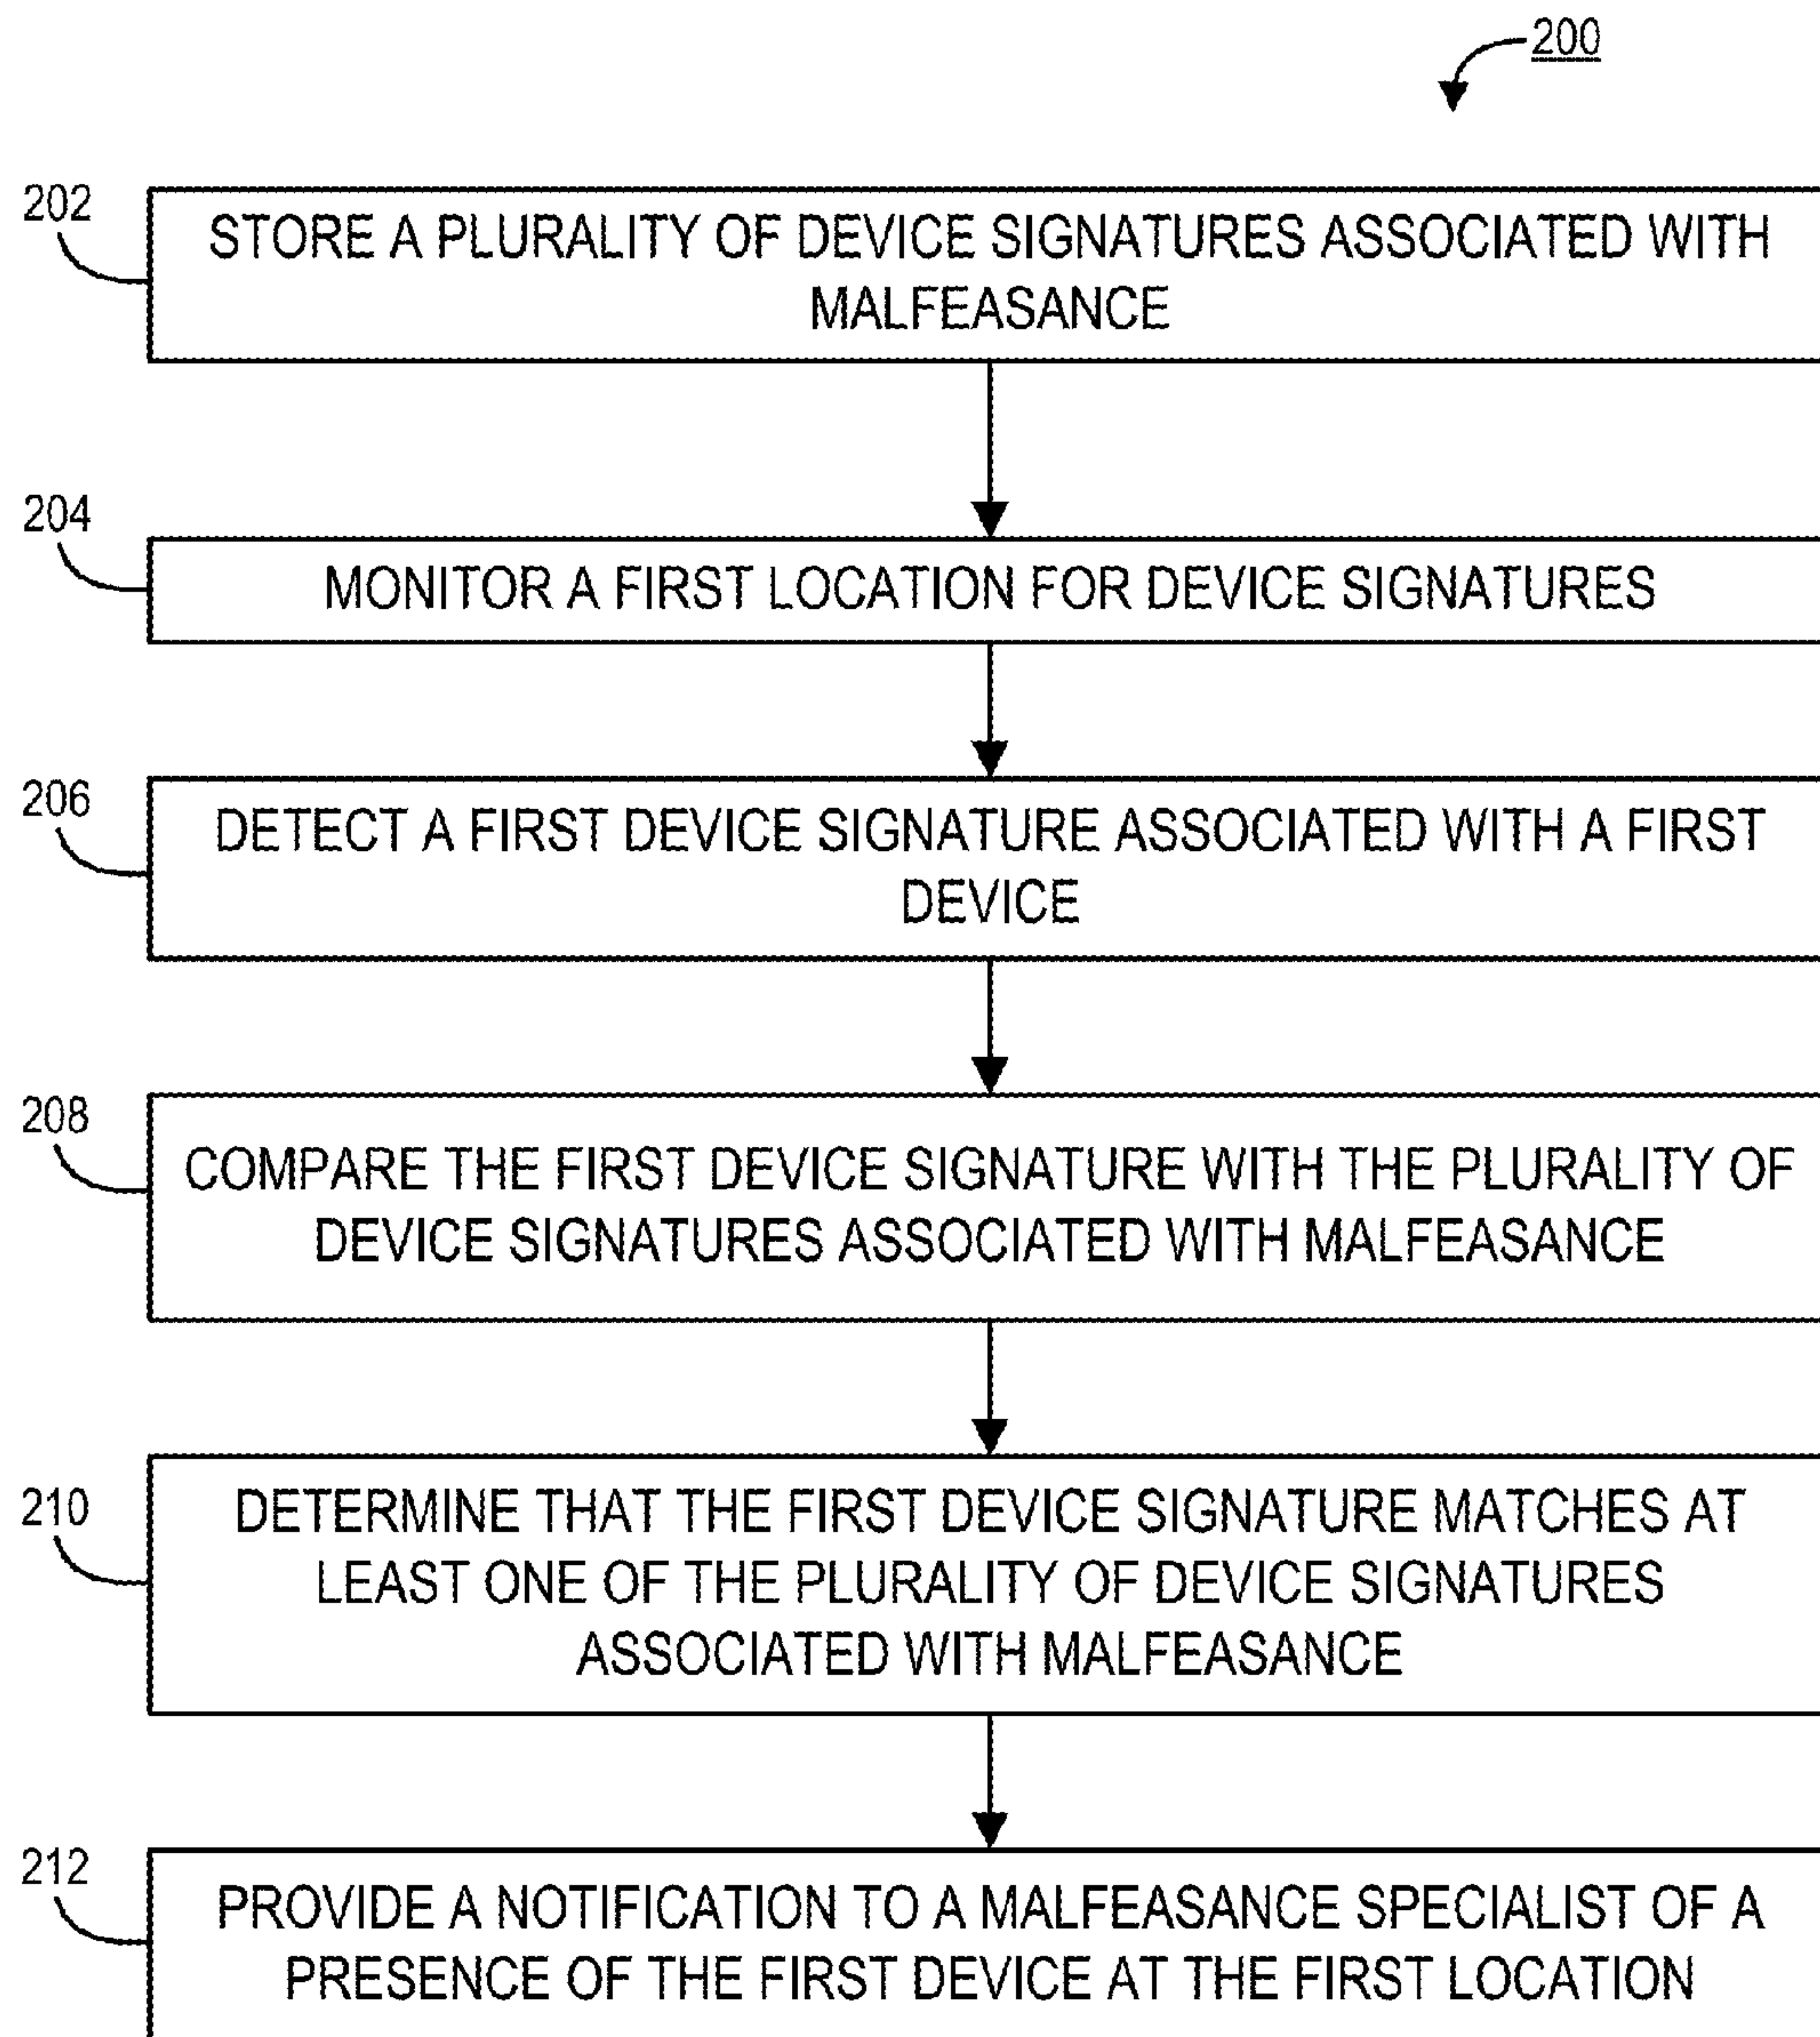 200
202
STORE A PLURALITY OF DEVICE SIGNATURES ASSOCIATED WITH
MALFEASANCE
204
MONITOR A FIRST LOCATION FOR DEVICE SIGNATURES
206
DETECT A FIRST DEVICE SIGNATURE ASSOCIATED WITH A FIRST
DEVICE
208
COMPARE THE FIRST DEVICE SIGNATURE WITH THE PLURALITY OF
DEVICE SIGNATURES ASSOCIATED WITH MALFEASANCE
210
DETERMINE THAT THE FIRST DEVICE SIGNATURE MATCHES AT
LEAST ONE OF THE PLURALITY OF DEVICE SIGNATURES
ASSOCIATED WITH MALFEASANCE
212
PROVIDE A NOTIFICATION TO A MALFEASANCE SPECIALIST OF A
PRESENCE OF THE FIRST DEVICE AT THE FIRST LOCATION